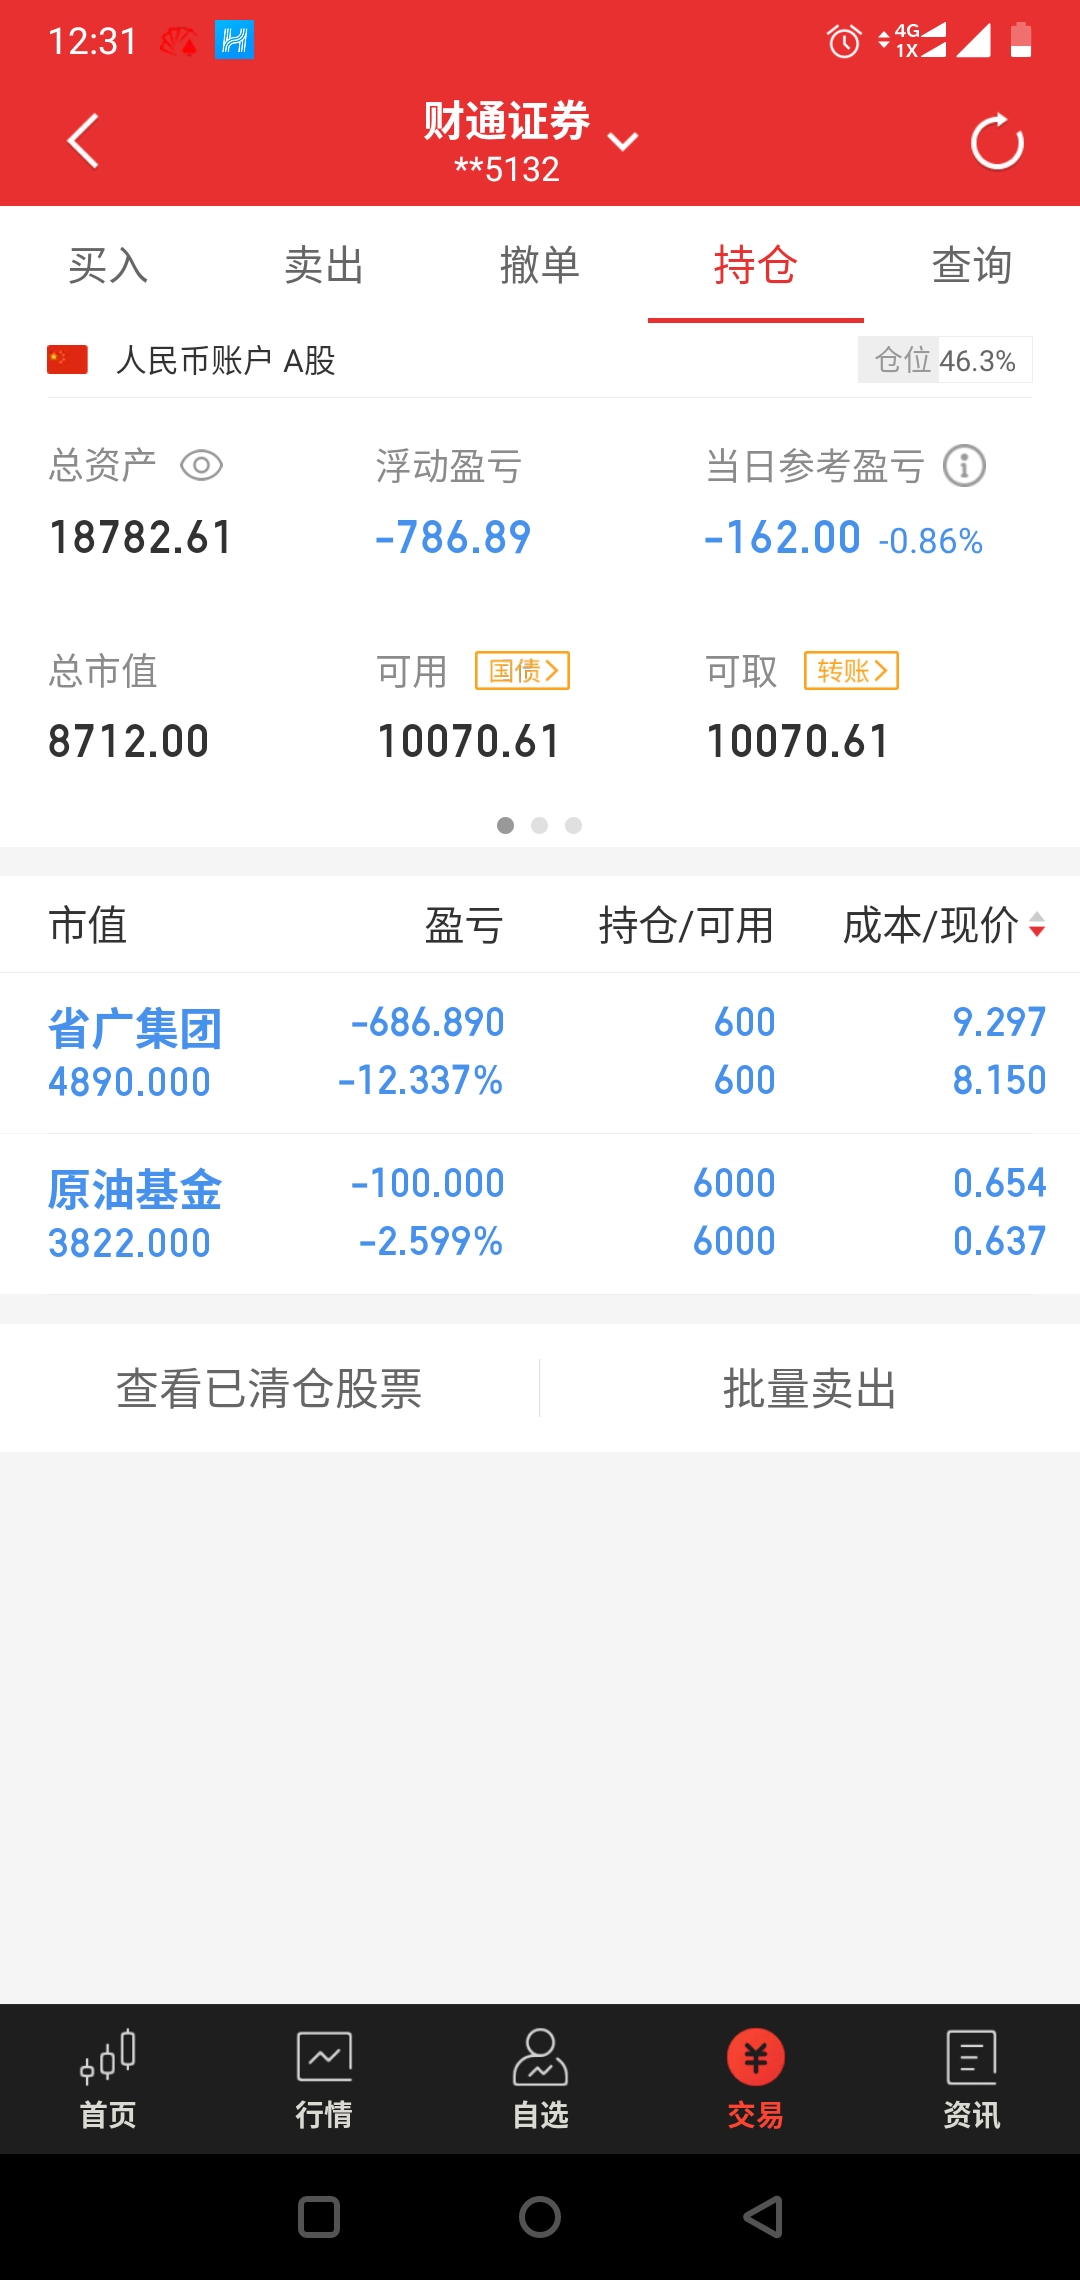 12:31
4G
1X
财通证券
**5132
买入 卖出 撤单 持仓 查询
人民币账户 A股 仓位 46.3%
总资产 浮动盈亏 当日参考盈亏
18782.61 -786.89 -162.00 -0.86%
总市值 可用 国债 可取 转账
8712.00 10070.61 10070.61
市值 盈亏 持仓/可用 成本/现价
省广集团 -686.890 600 9.297
4890.000 -12.337% 600 8.150
原油基金 -100.000 6000 0.654
3822.000 -2.599% 6000 0.637
查看已清仓股票 批量卖出
首页 行情 自选 交易 资讯